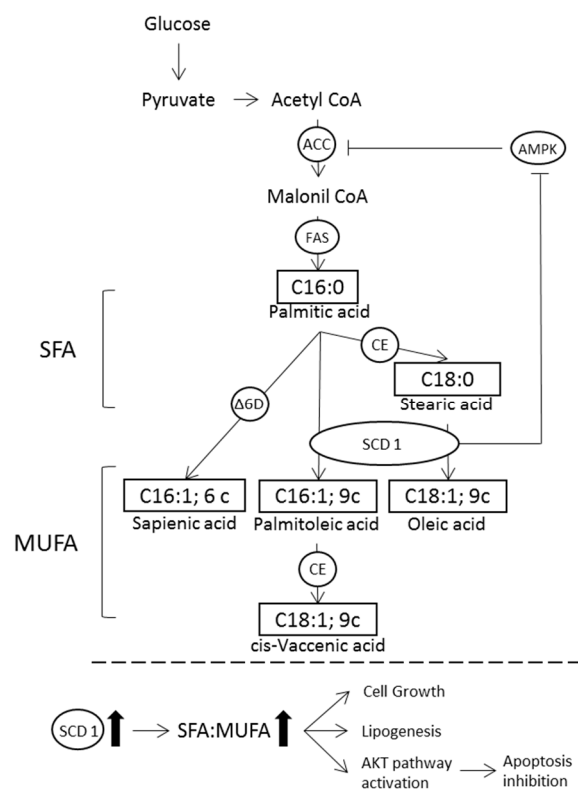 Glucose
Pyruvate
Acetyl CoA
ACC
AMPK
Malonil CoA
FAS
C16:0
Palmitic acid
SFA
CE
C18:0
Stearic acid
Δ6D
SCD 1
MUFA
C16:1; 6 c
C16:1; 9c
C18:1; 9c
Sapienic acid
Palmitoleic acid
Oleic acid
CE
C18:1; 9c
cis-Vaccenic acid
SCD 1
SFA:MUFA
Cell Growth
Lipogenesis
AKT pathway
activation
Apoptosis
inhibition